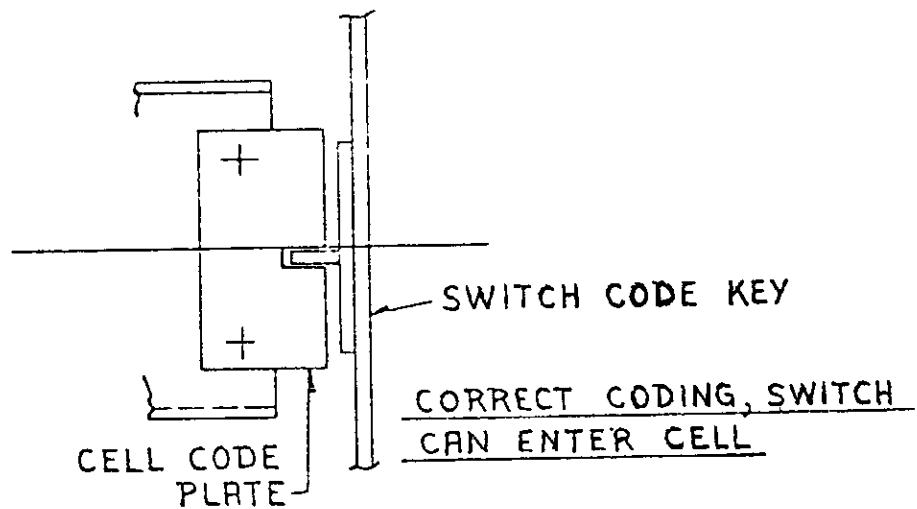 SWITCH CODE KEY
CORRECT CODING, SWITCH
CAN ENTER CELL
CELL CODE
PLATE